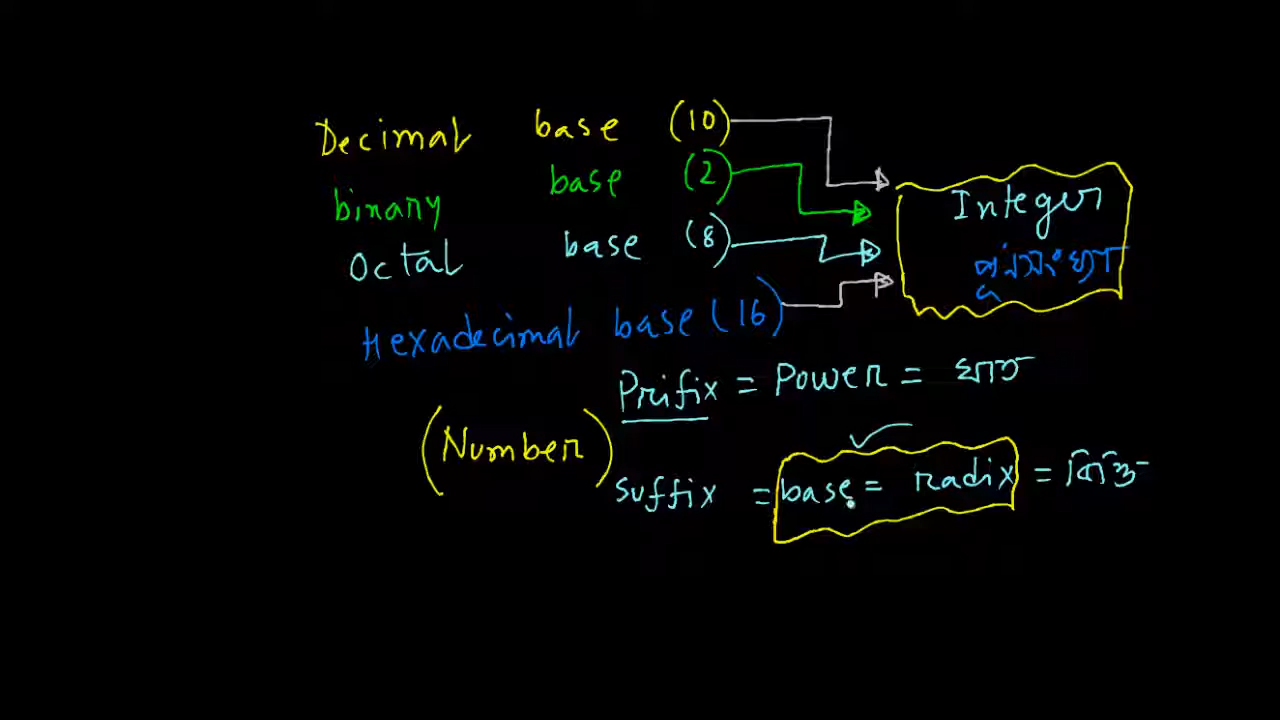 Decimal base (10)
binary base (2)
Octal base (8)
Hexadecimal base (16)
Integer
পূর্ণসংখ্যা
Prifix = Power = ঘাত
(Number)
Suffix = base = radix = ভিত্তি